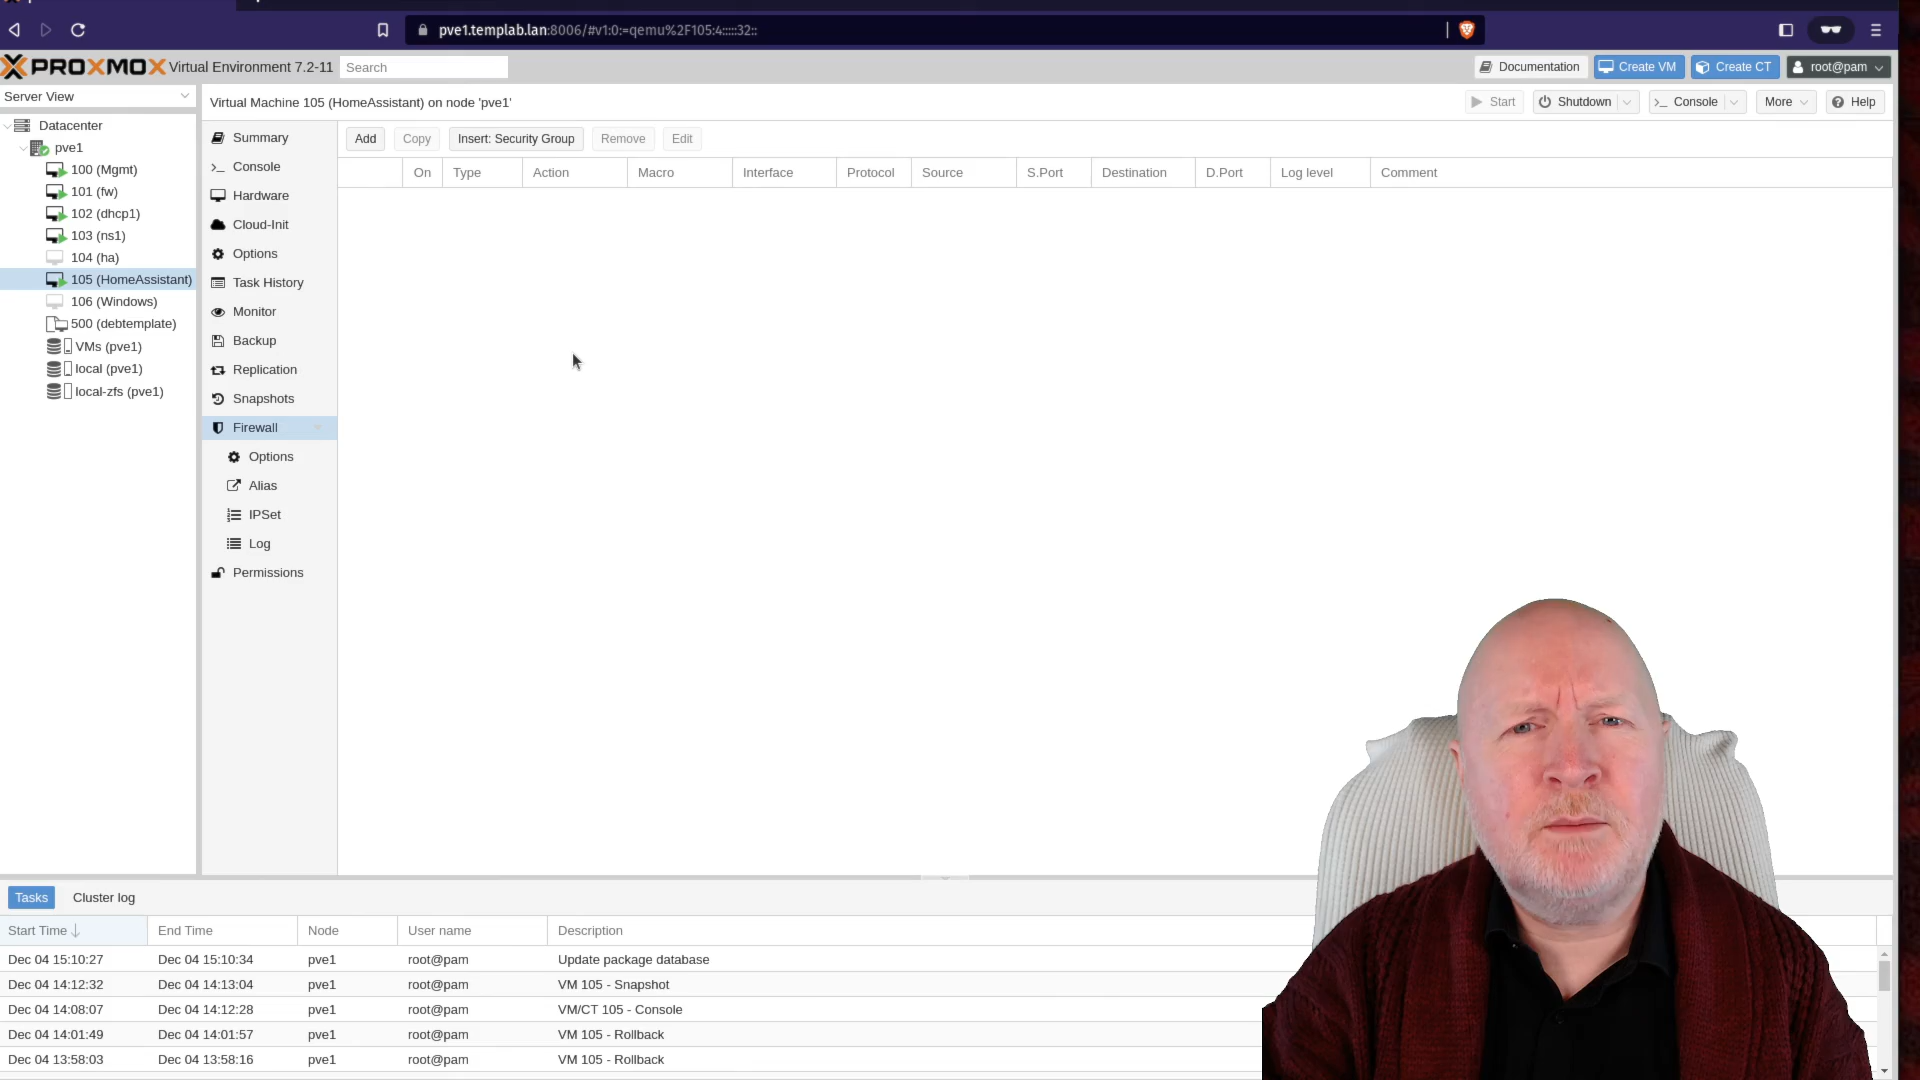 pve1.templab.lan:8006/#v1:0:=qemu%2F105:4:::::32::
PROXMOX Virtual Environment 7.2-11 Search Documentation Create VM Create CT root@pam
Server View
Virtual Machine 105 (HomeAssistant) on node 'pve1' Start Shutdown Console More Help
Datacenter
pve1
100 (Mgmt)
101 (fw)
102 (dhcp1)
103 (ns1)
104 (ha)
105 (HomeAssistant)
106 (Windows)
500 (debtemplate)
VMs (pve1)
local (pve1)
local-zfs (pve1)
Summary
Console
Hardware
Cloud-Init
Options
Task History
Monitor
Backup
Replication
Snapshots
Firewall
Options
Alias
IPSet
Log
Permissions
Add Copy Insert: Security Group Remove Edit
On Type Action Macro Interface Protocol Source S.Port Destination D.Port Log level Comment
Tasks Cluster log
Start Time End Time Node User name Description
Dec 04 15:10:27 Dec 04 15:10:34 pve1 root@pam Update package database
Dec 04 14:12:32 Dec 04 14:13:04 pve1 root@pam VM 105 - Snapshot
Dec 04 14:08:07 Dec 04 14:12:28 pve1 root@pam VM/CT 105 - Console
Dec 04 14:01:49 Dec 04 14:01:57 pve1 root@pam VM 105 - Rollback
Dec 04 13:58:03 Dec 04 13:58:16 pve1 root@pam VM 105 - Rollback